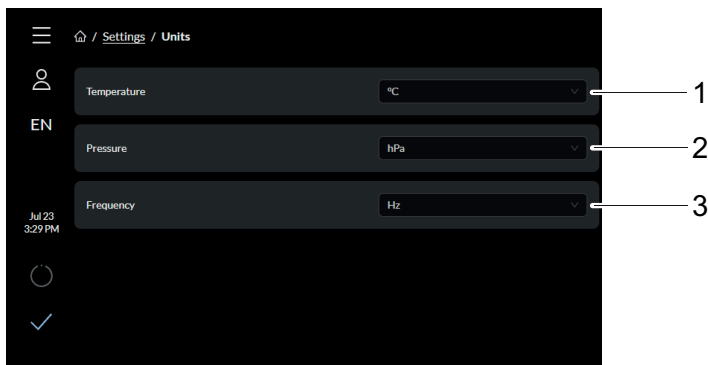 / Settings / Units
Temperature
°C
1
EN
Pressure
hPa
2
Frequency
Hz
3
Jul 23
3:29 PM